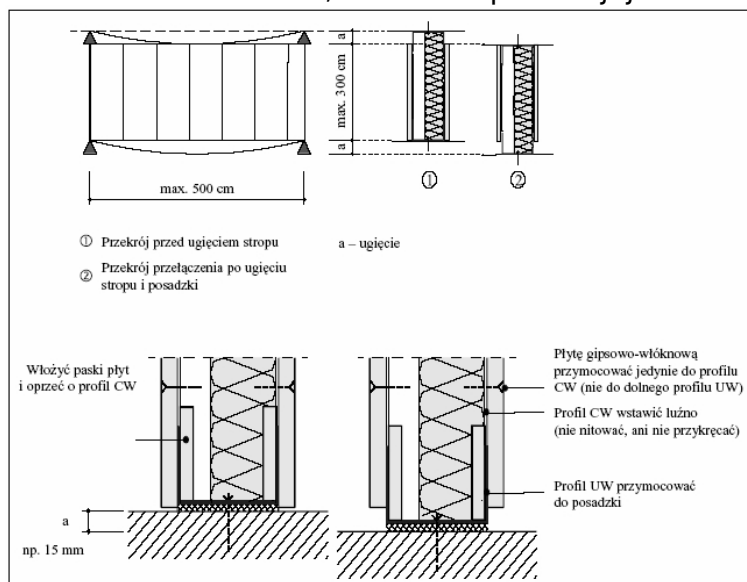 a
max. 300 cm
a
max. 500 cm
①
②
① Przekrój przed ugięciem stropu
a – ugięcie
② Przekrój przełączenia po ugięciu
stropu i posadzki
Włożyć paski płyt
i oprzeć o profil CW
Płytę gipsowo-włóknową
przymocować jedynie do profilu
CW (nie do dolnego profilu UW)
Profil CW wstawić luźno
(nie nitować, ani nie przykręcać)
Profil UW przymocować
do posadzki
a
np. 15 mm